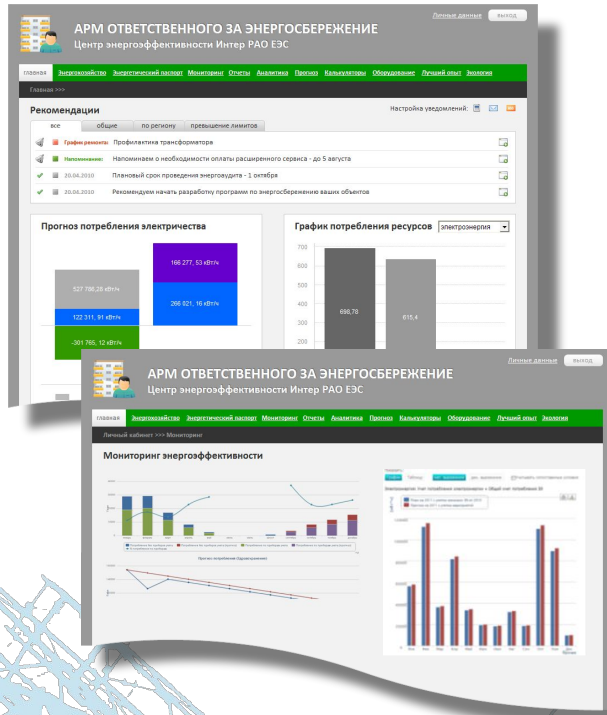 Личные данные выход
АРМ ОТВЕТСТВЕННОГО ЗА ЭНЕРГОСБЕРЕЖЕНИЕ
Центр энергоэффективности Интер РАО ЕЭС
главная Энергохозяйство Энергетический паспорт Мониторинг Отчеты Аналитика Прогноз Калькуляторы Оборудование Лучший опыт Экология
Главная >>>
Рекомендации
Настройка уведомлений:
все общие по региону превышение лимитов
График ремонта: Профилактика трансформатора
Напоминание: Напоминаем о необходимости оплаты расширенного сервиса - до 5 августа
20.04.2010 Плановый срок проведения энергоаудита - 1 октября
20.04.2010 Рекомендуем начать разработку программ по энергосбережению ваших объектов
Прогноз потребления электричества
527 786,28 кВт/ч
122 311, 91 кВт/ч
-301 765, 12 кВт/ч
166 277, 53 кВт/ч
266 021, 16 кВт/ч
График потребления ресурсов электроэнергия
700
600
500
400
300
200
696,78
615,4
Личные данные выход
АРМ ОТВЕТСТВЕННОГО ЗА ЭНЕРГОСБЕРЕЖЕНИЕ
Центр энергоэффективности Интер РАО ЕЭС
главная Энергохозяйство Энергетический паспорт Мониторинг Отчеты Аналитика Прогноз Калькуляторы Оборудование Лучший опыт Экология
Личный кабинет >>> Мониторинг
Мониторинг энергоэффективности